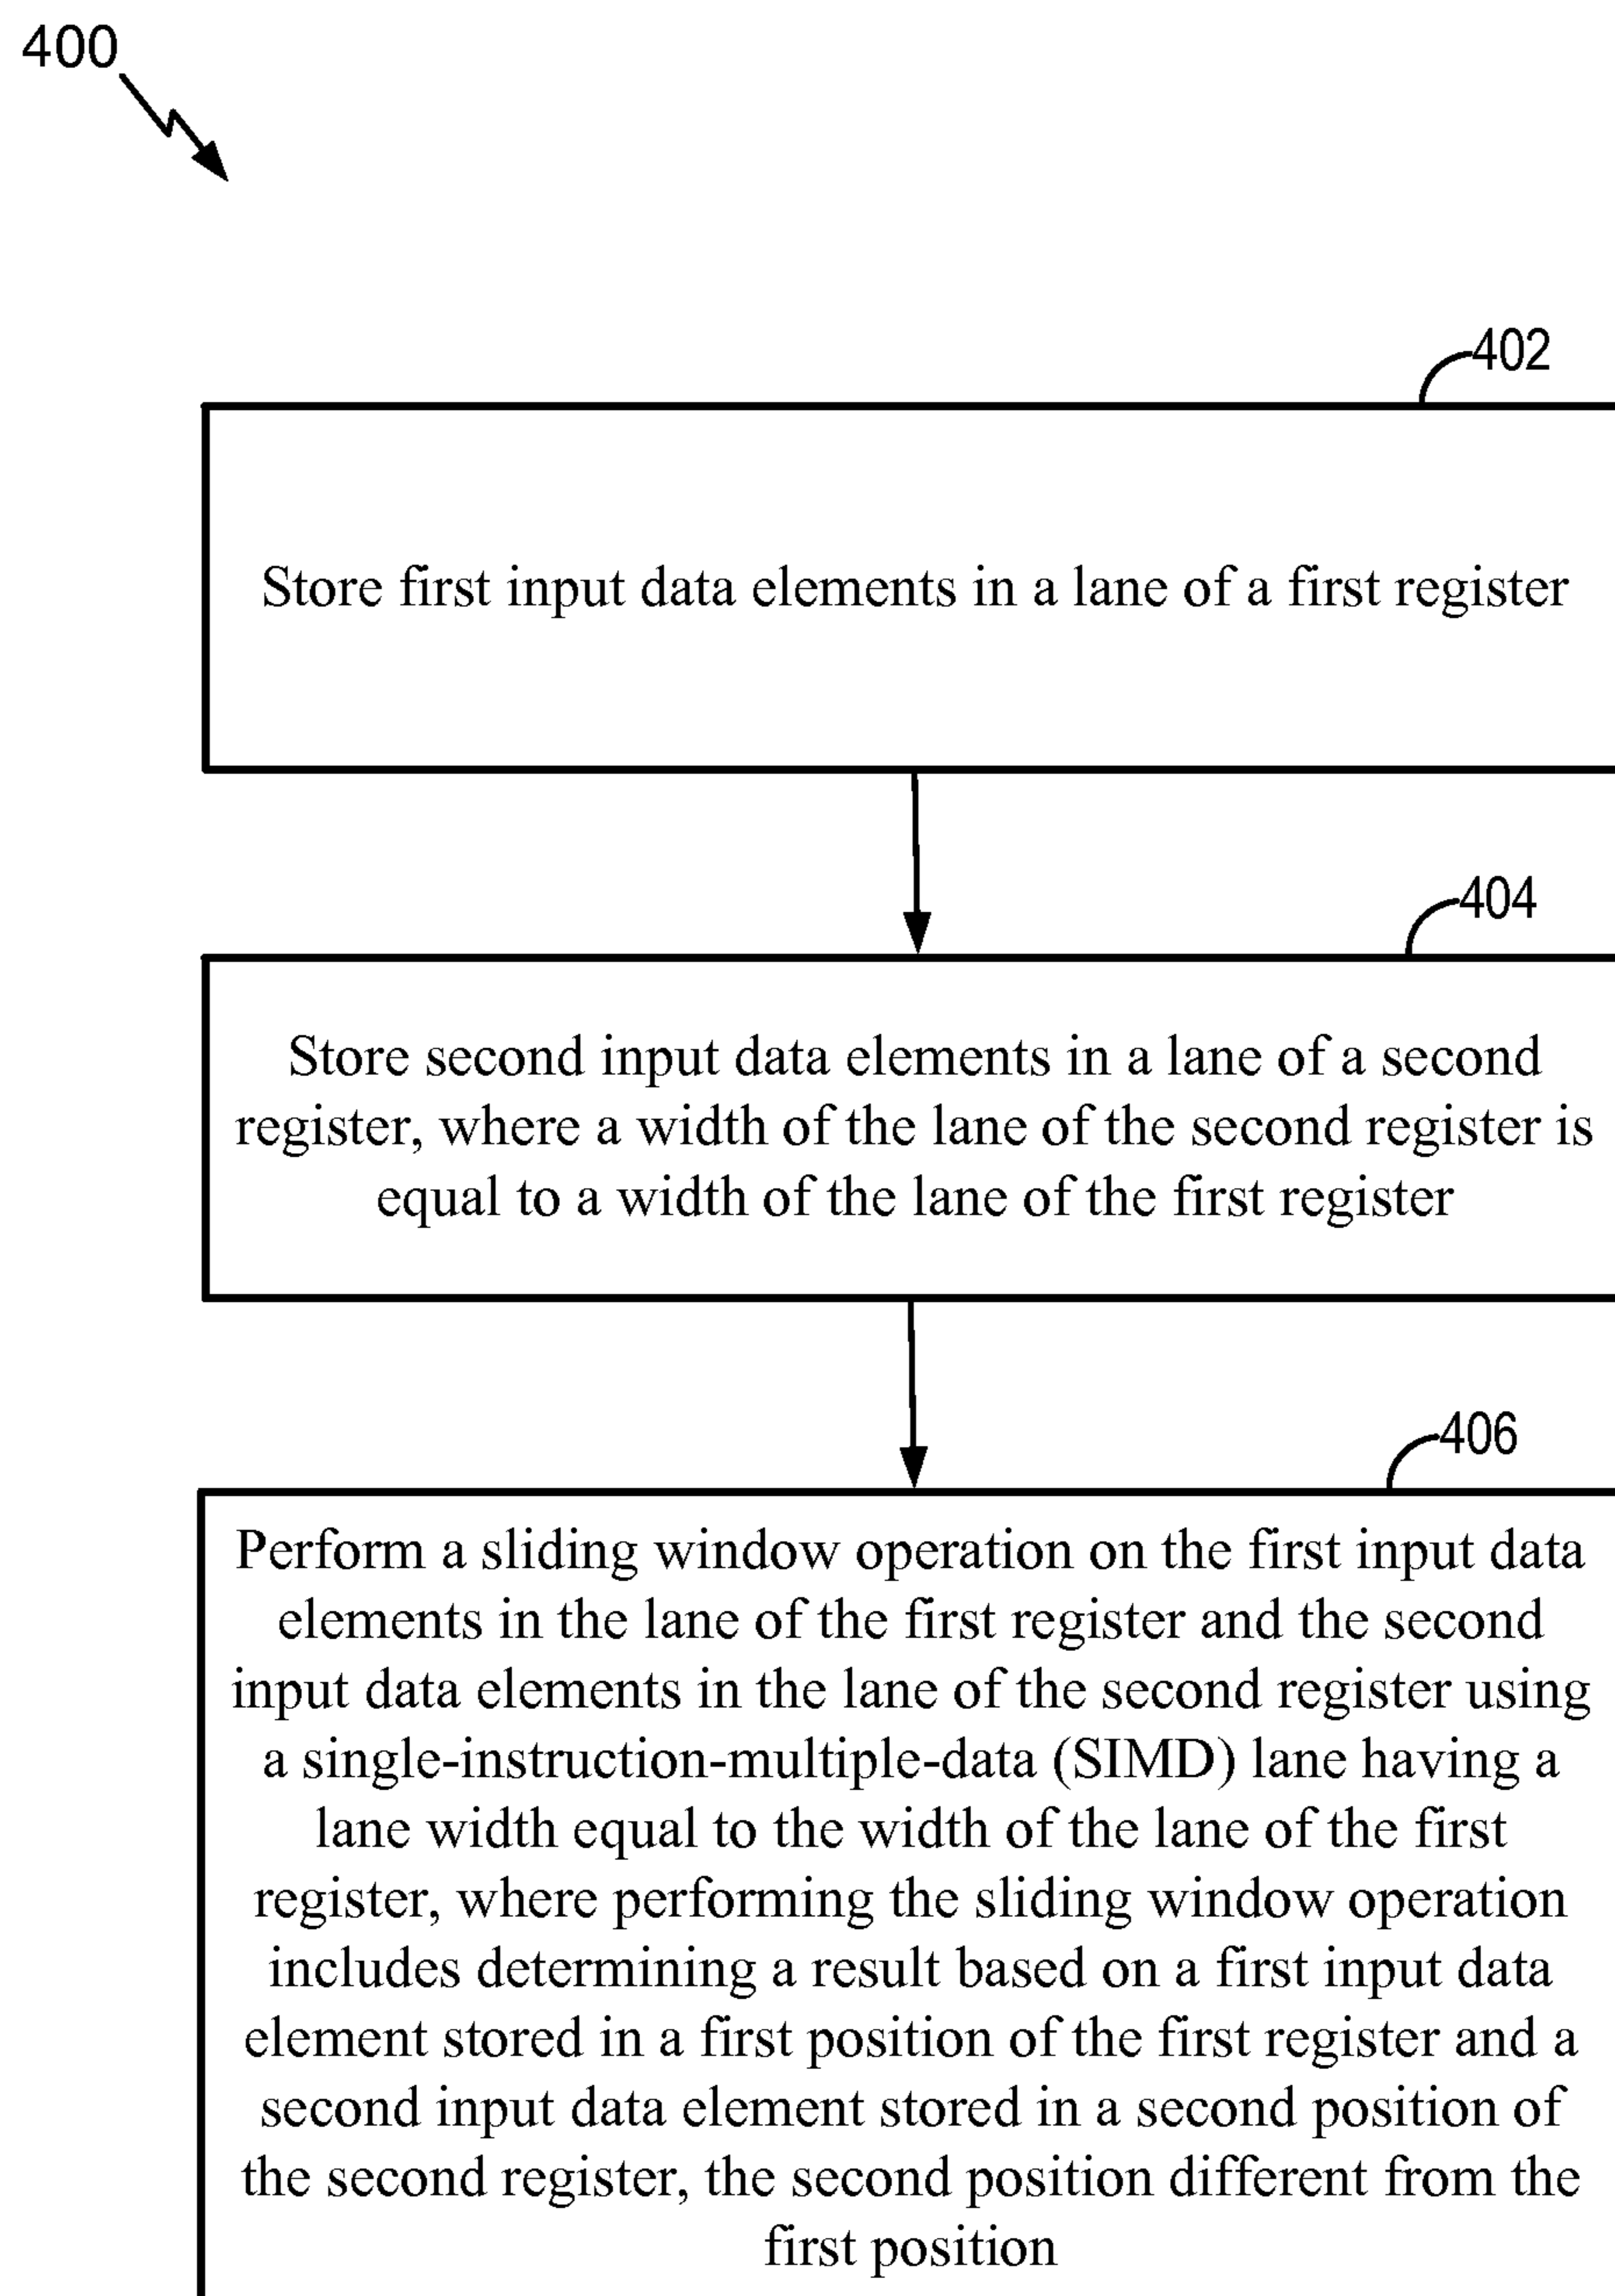 400
402
Store first input data elements in a lane of a first register
404
Store second input data elements in a lane of a second
register, where a width of the lane of the second register is
equal to a width of the lane of the first register
406
Perform a sliding window operation on the first input data
elements in the lane of the first register and the second
input data elements in the lane of the second register using
a single-instruction-multiple-data (SIMD) lane having a
lane width equal to the width of the lane of the first
register, where performing the sliding window operation
includes determining a result based on a first input data
element stored in a first position of the first register and a
second input data element stored in a second position of
the second register, the second position different from the
first position